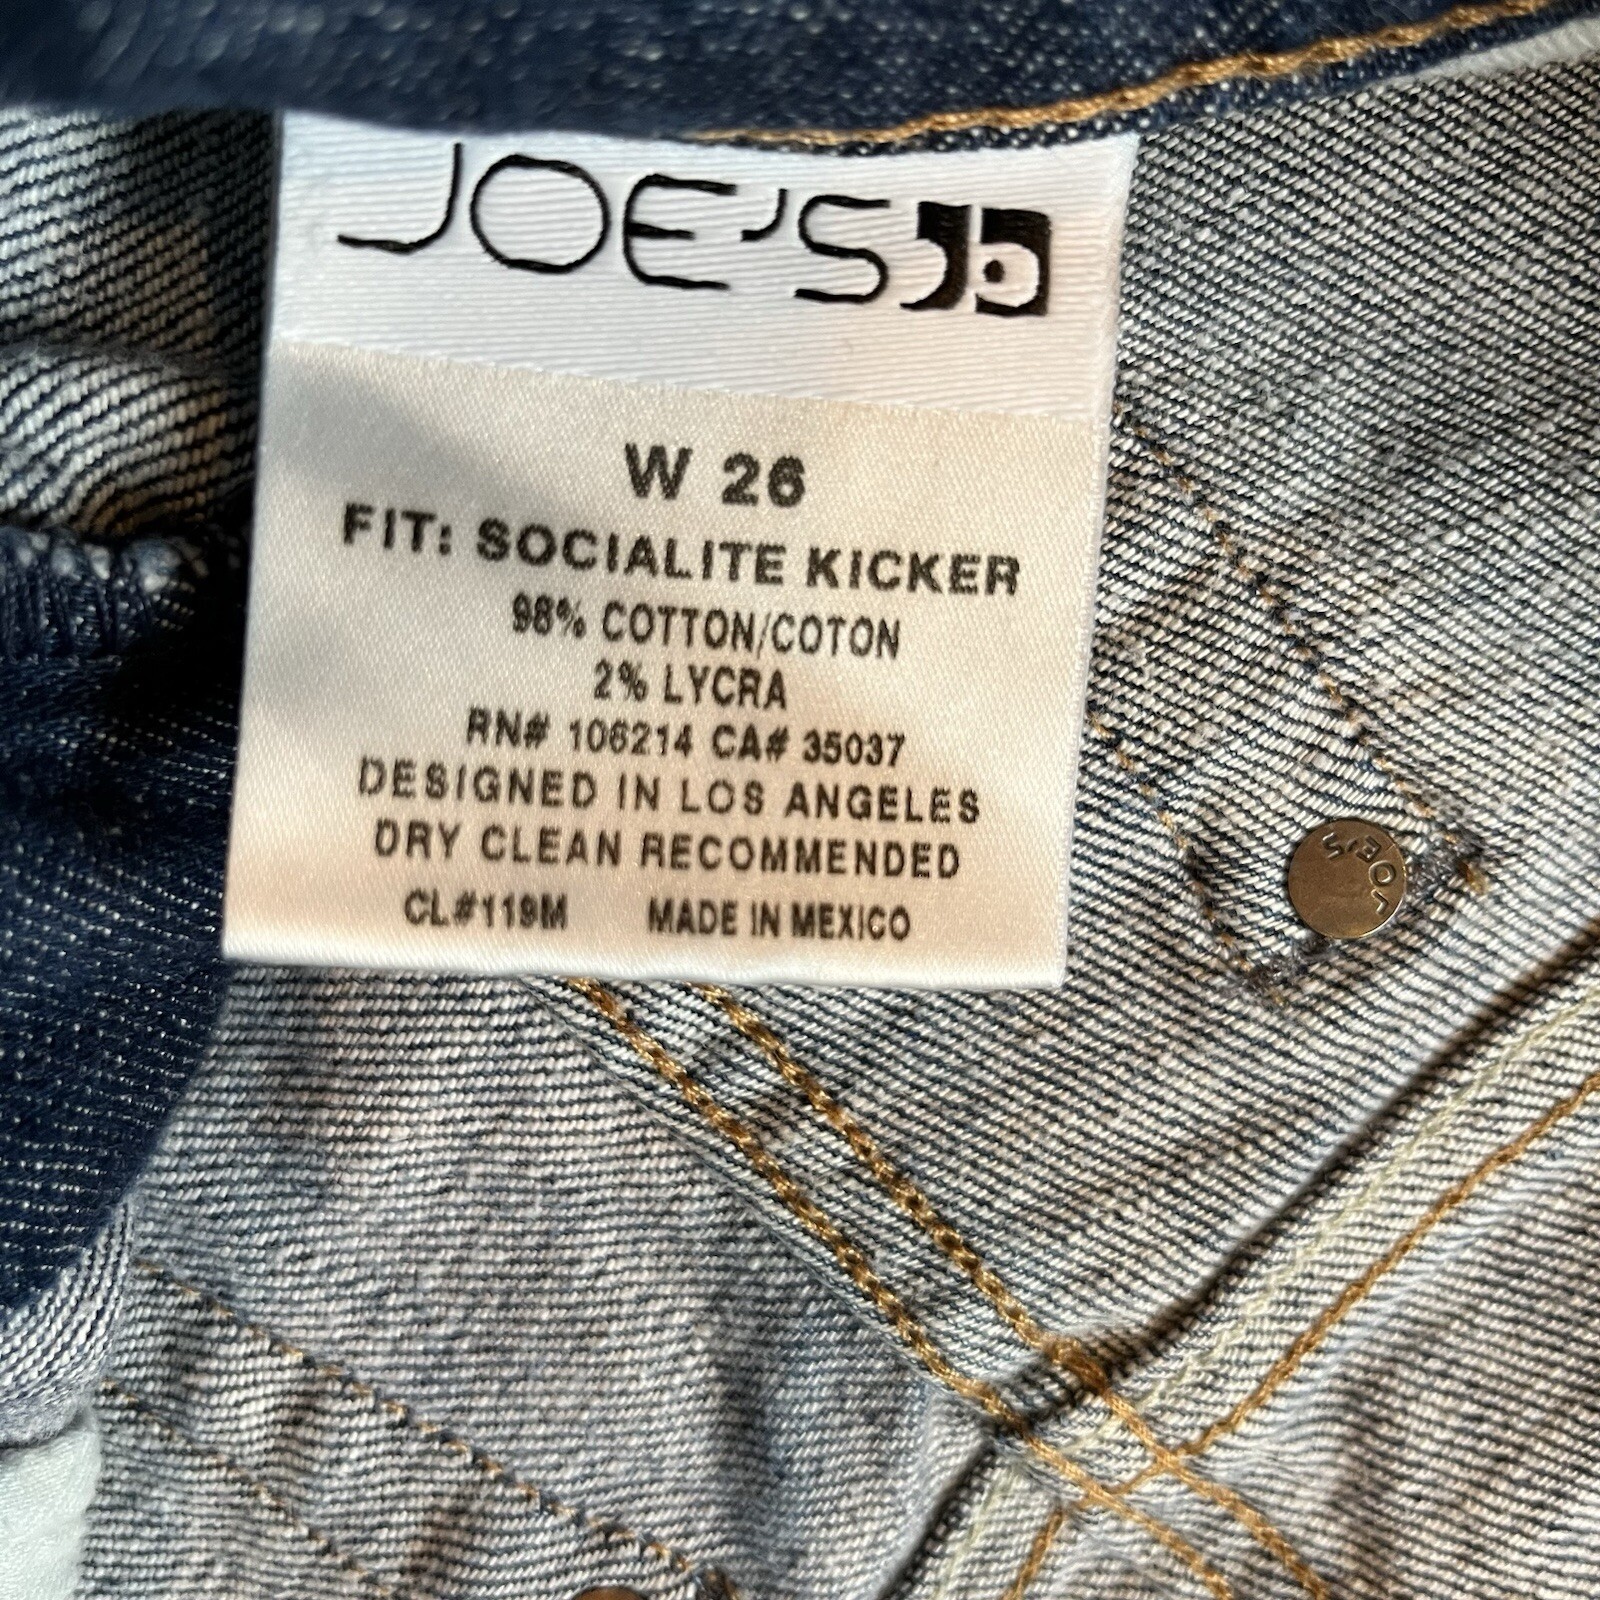 JOE'S
W 26
FIT: SOCIALITE KICKER
98% COTTON/COTON
2% LYCRA
RN# 106214 CA# 35037
DESIGNED IN LOS ANGELES
DRY CLEAN RECOMMENDED
CL#119M MADE IN MEXICO
JOE'S